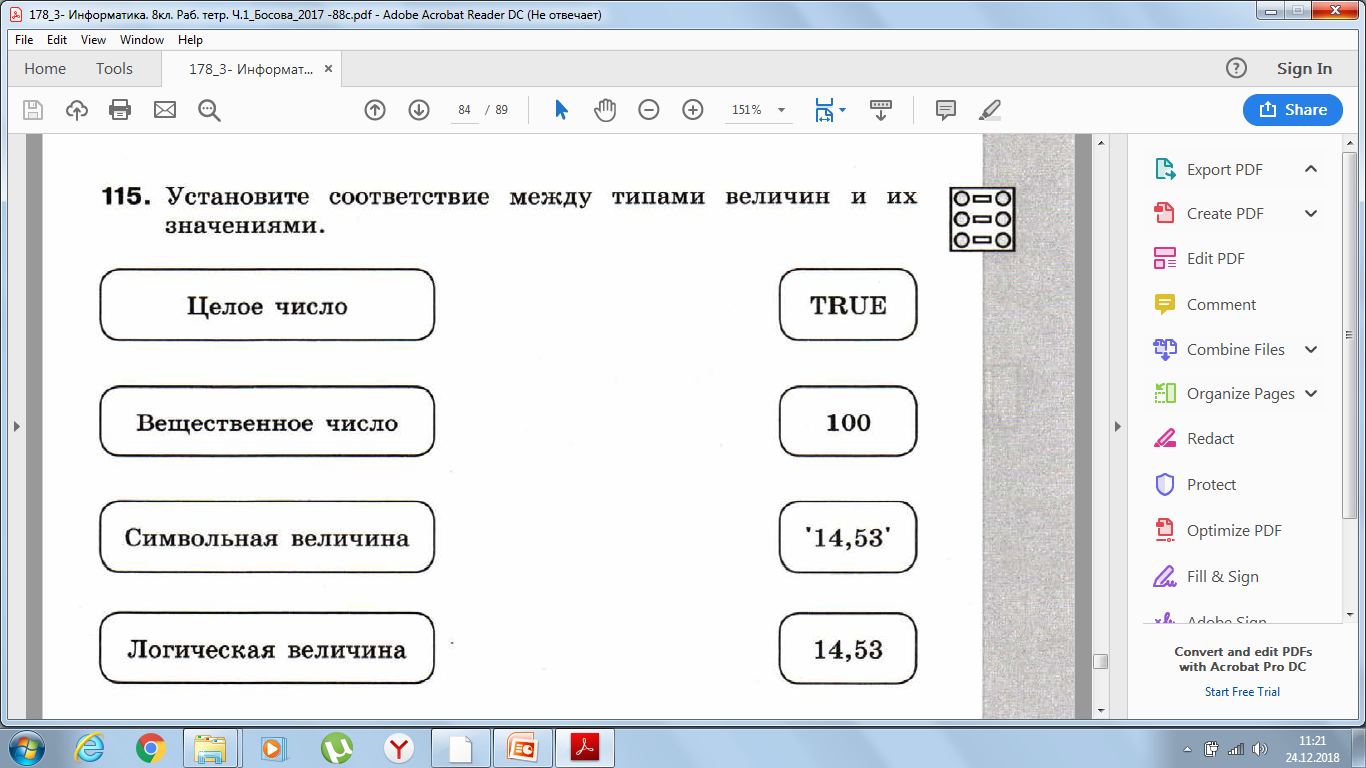 178_3- Информатика. 8кл. Раб. тетр. Ч.1_Босова_2017 -88с.pdf - Adobe Acrobat Reader DC (Не отвечает)
File Edit View Window Help
Home Tools 178_3- Информат... × Sign In
84 / 89 151% Share
115. Установите соответствие между типами величин и их
значениями.
Целое число
TRUE
Вещественное число
100
Символьная величина
'14,53'
Логическая величина
14,53
Export PDF
Create PDF
Edit PDF
Comment
Combine Files
Organize Pages
Redact
Protect
Optimize PDF
Fill & Sign
Adobe Sign
Convert and edit PDFs
with Acrobat Pro DC
Start Free Trial
11:21
24.12.2018